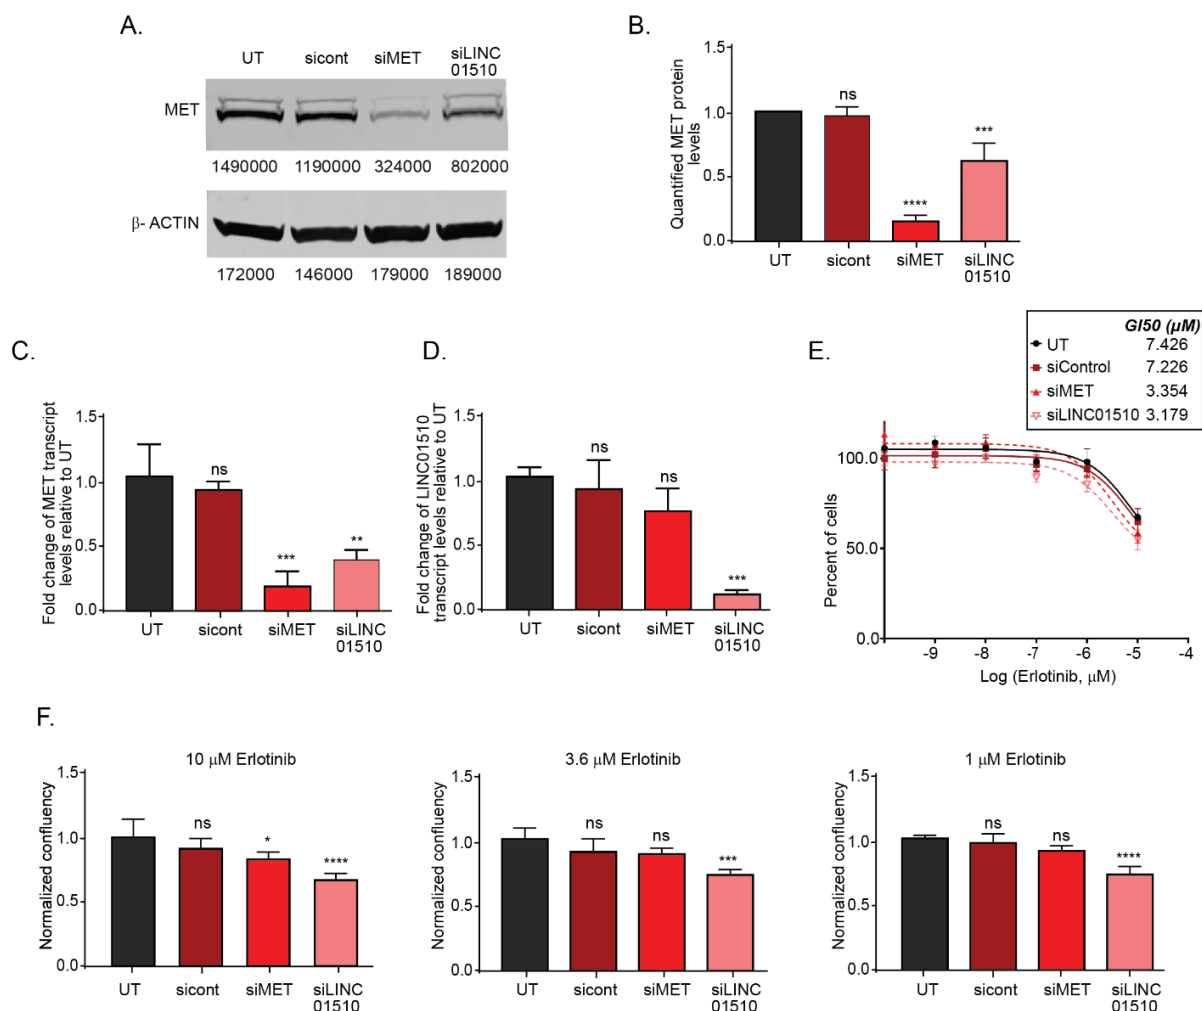 A.
UT sicont siMET siLINC
01510
MET
1490000 1190000 324000 802000
β- ACTIN
172000 146000 179000 189000
B.
Quantified MET protein
levels
1.5
1.0
0.5
0.0
ns
****
***
UT sicont siMET siLINC
01510
C.
Fold change of MET transcript
levels relative to UT
1.5
1.0
0.5
0.0
ns
***
**
UT sicont siMET siLINC
01510
D.
Fold change of LINC01510
transcript levels relative to UT
1.5
1.0
0.5
0.0
ns
ns
***
UT sicont siMET siLINC
01510
E.
GI50 (μM)
UT 7.426
siControl 7.226
siMET 3.354
siLINC01510 3.179
Percent of cells
100.0
50.0
0.0
-9 -8 -7 -6 -5 -4
Log (Erlotinib, μM)
F.
10 μM Erlotinib
Normalized confluency
1.5
1.0
0.5
0.0
ns
*
****
UT sicont siMET siLINC
01510
3.6 μM Erlotinib
Normalized confluency
1.5
1.0
0.5
0.0
ns
ns
***
UT sicont siMET siLINC
01510
1 μM Erlotinib
Normalized confluency
1.5
1.0
0.5
0.0
ns
ns
****
UT sicont siMET siLINC
01510